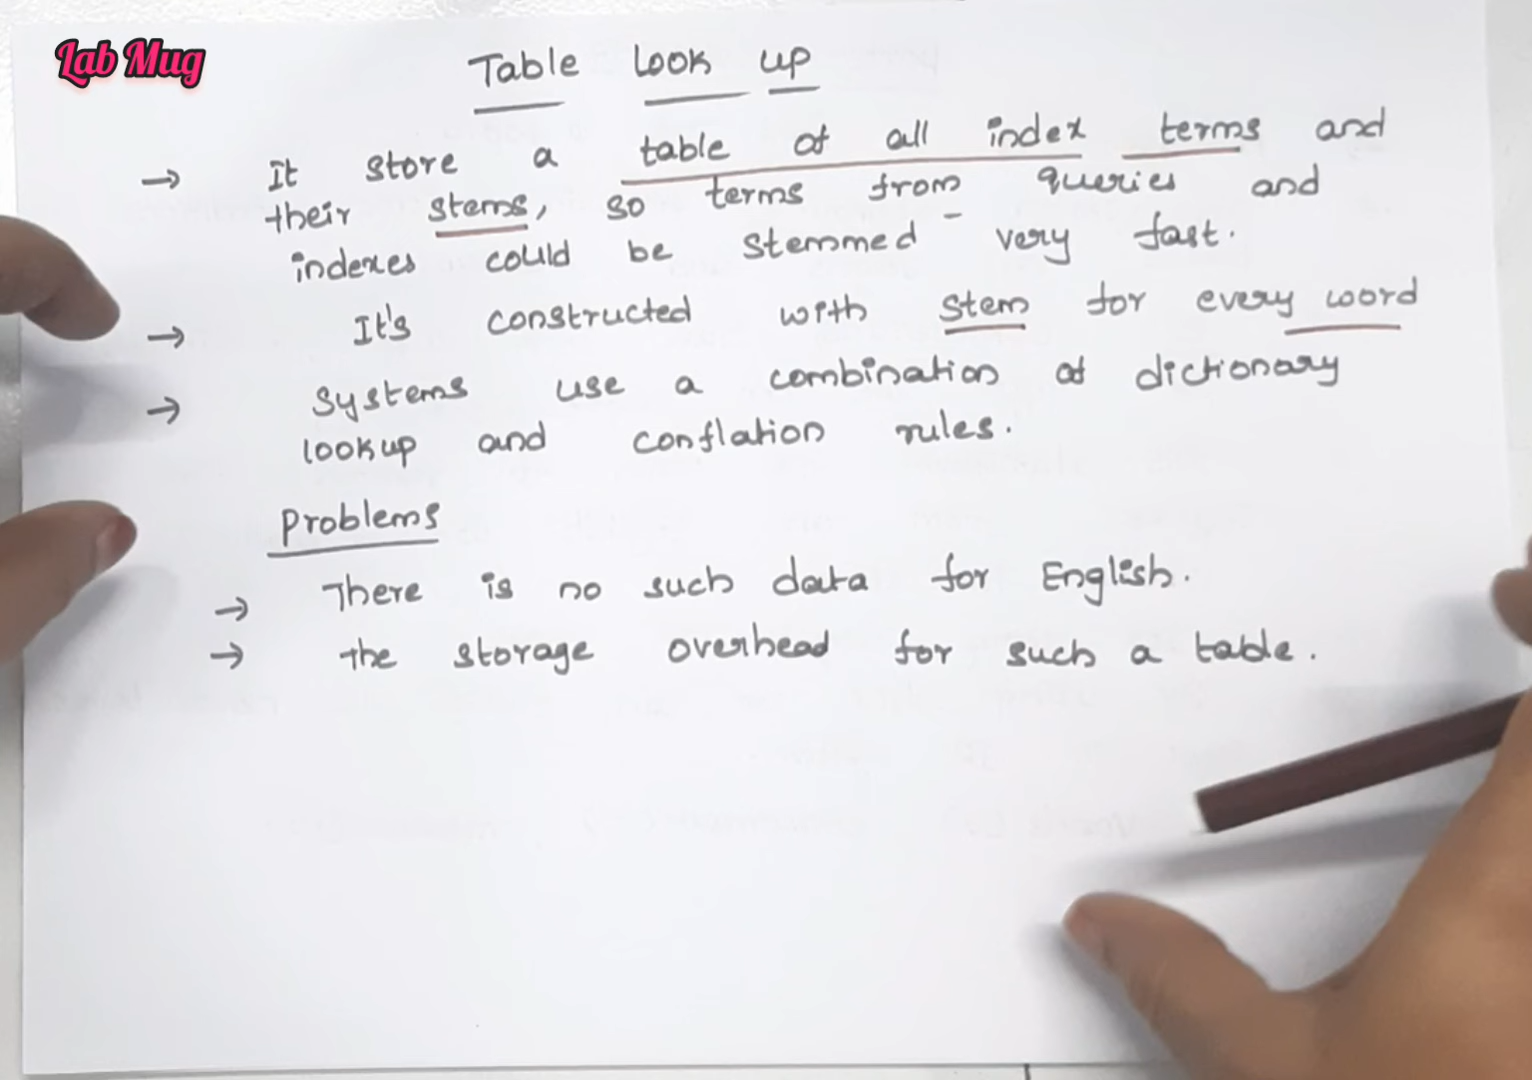 Lab Mug
Table look up
→ It store a table of all index terms and
their stems, so terms from queries and
indexes could be stemmed very fast.
→ It's constructed with stem for every word
→ Systems use a combination of dictionary
lookup and conflation rules.
Problems
→ There is no such data for English.
→ The storage overhead for such a table.